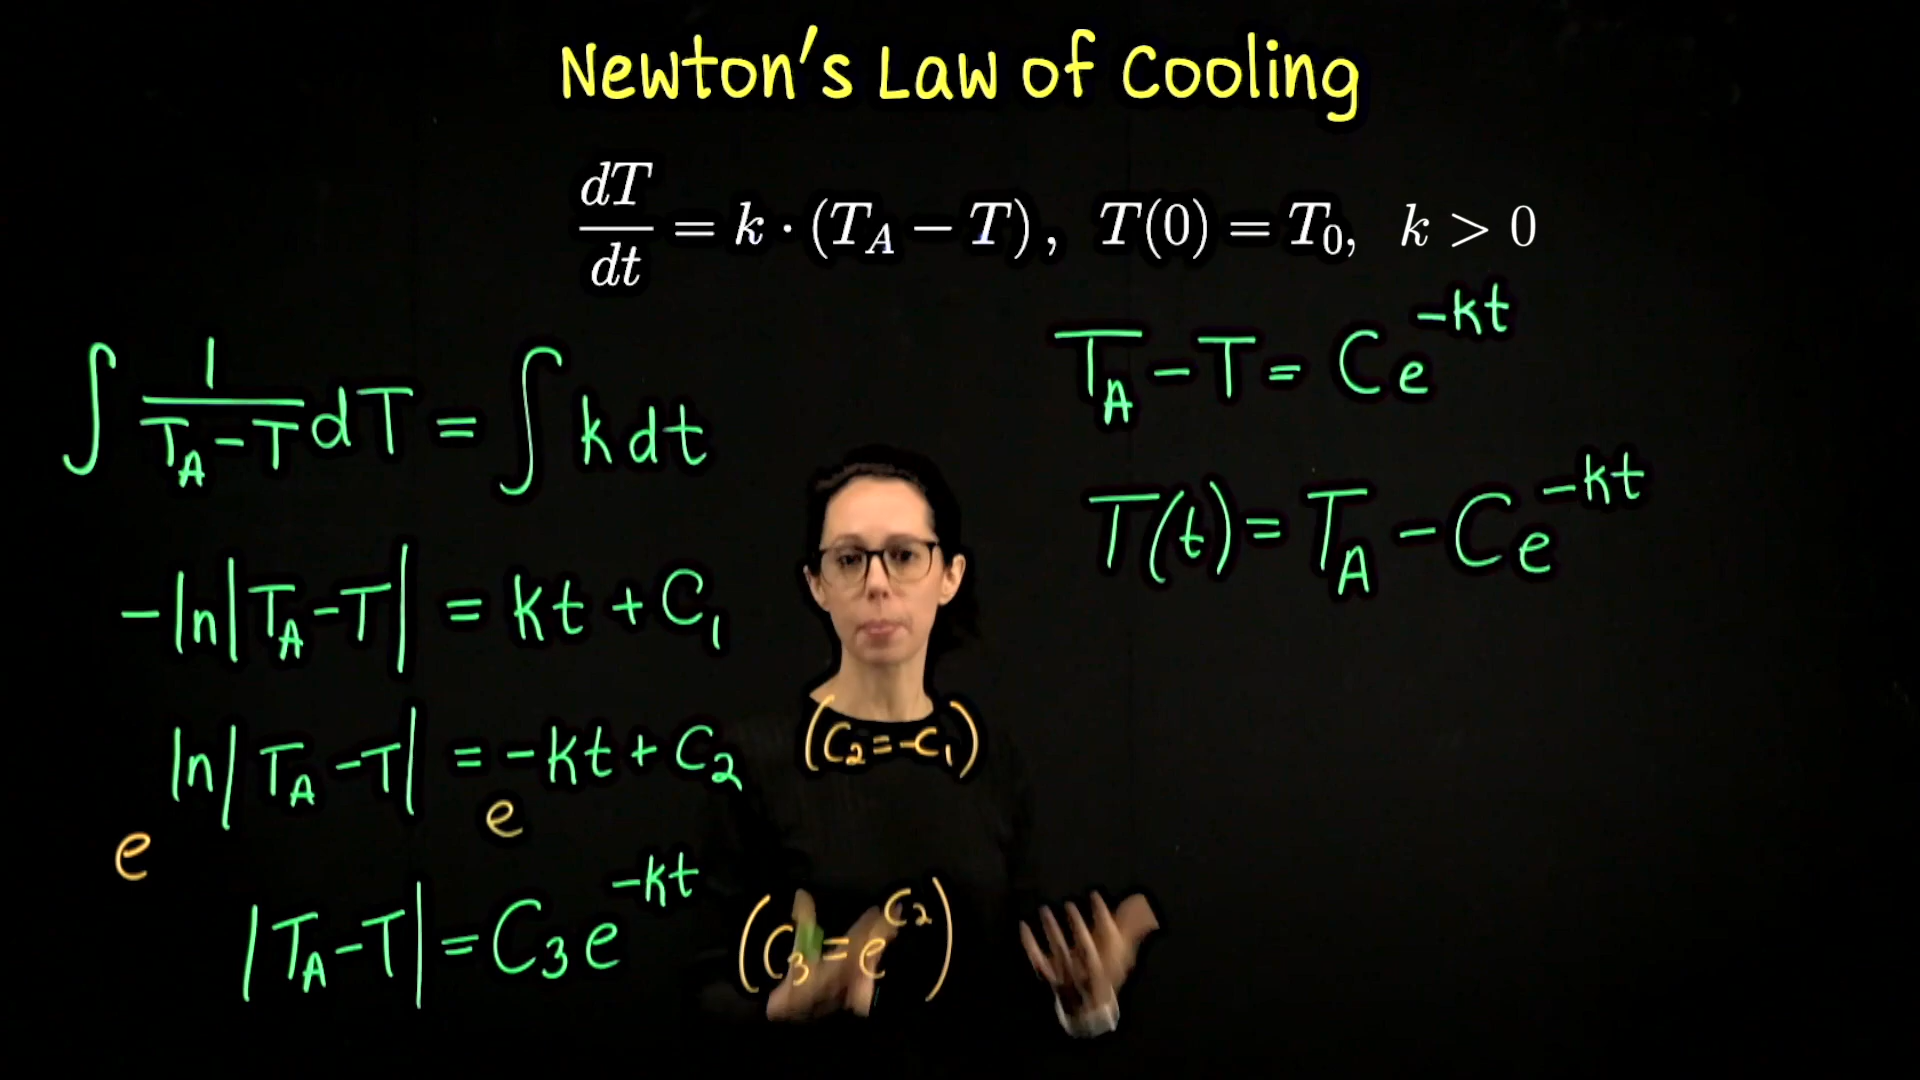 Newton's Law of Cooling
dT/dt = k · (T_A − T), T(0) = T_0, k > 0
∫ 1/(T_A − T) dT = ∫ k dt
−ln|T_A − T| = kt + C_1
ln|T_A − T| = −kt + C_2 (C_2 = −C_1)
e e
|T_A − T| = C_3 e^{−kt} (C_3 = e^{C_2})
T_A − T = Ce^{−kt}
T(t) = T_A − Ce^{−kt}